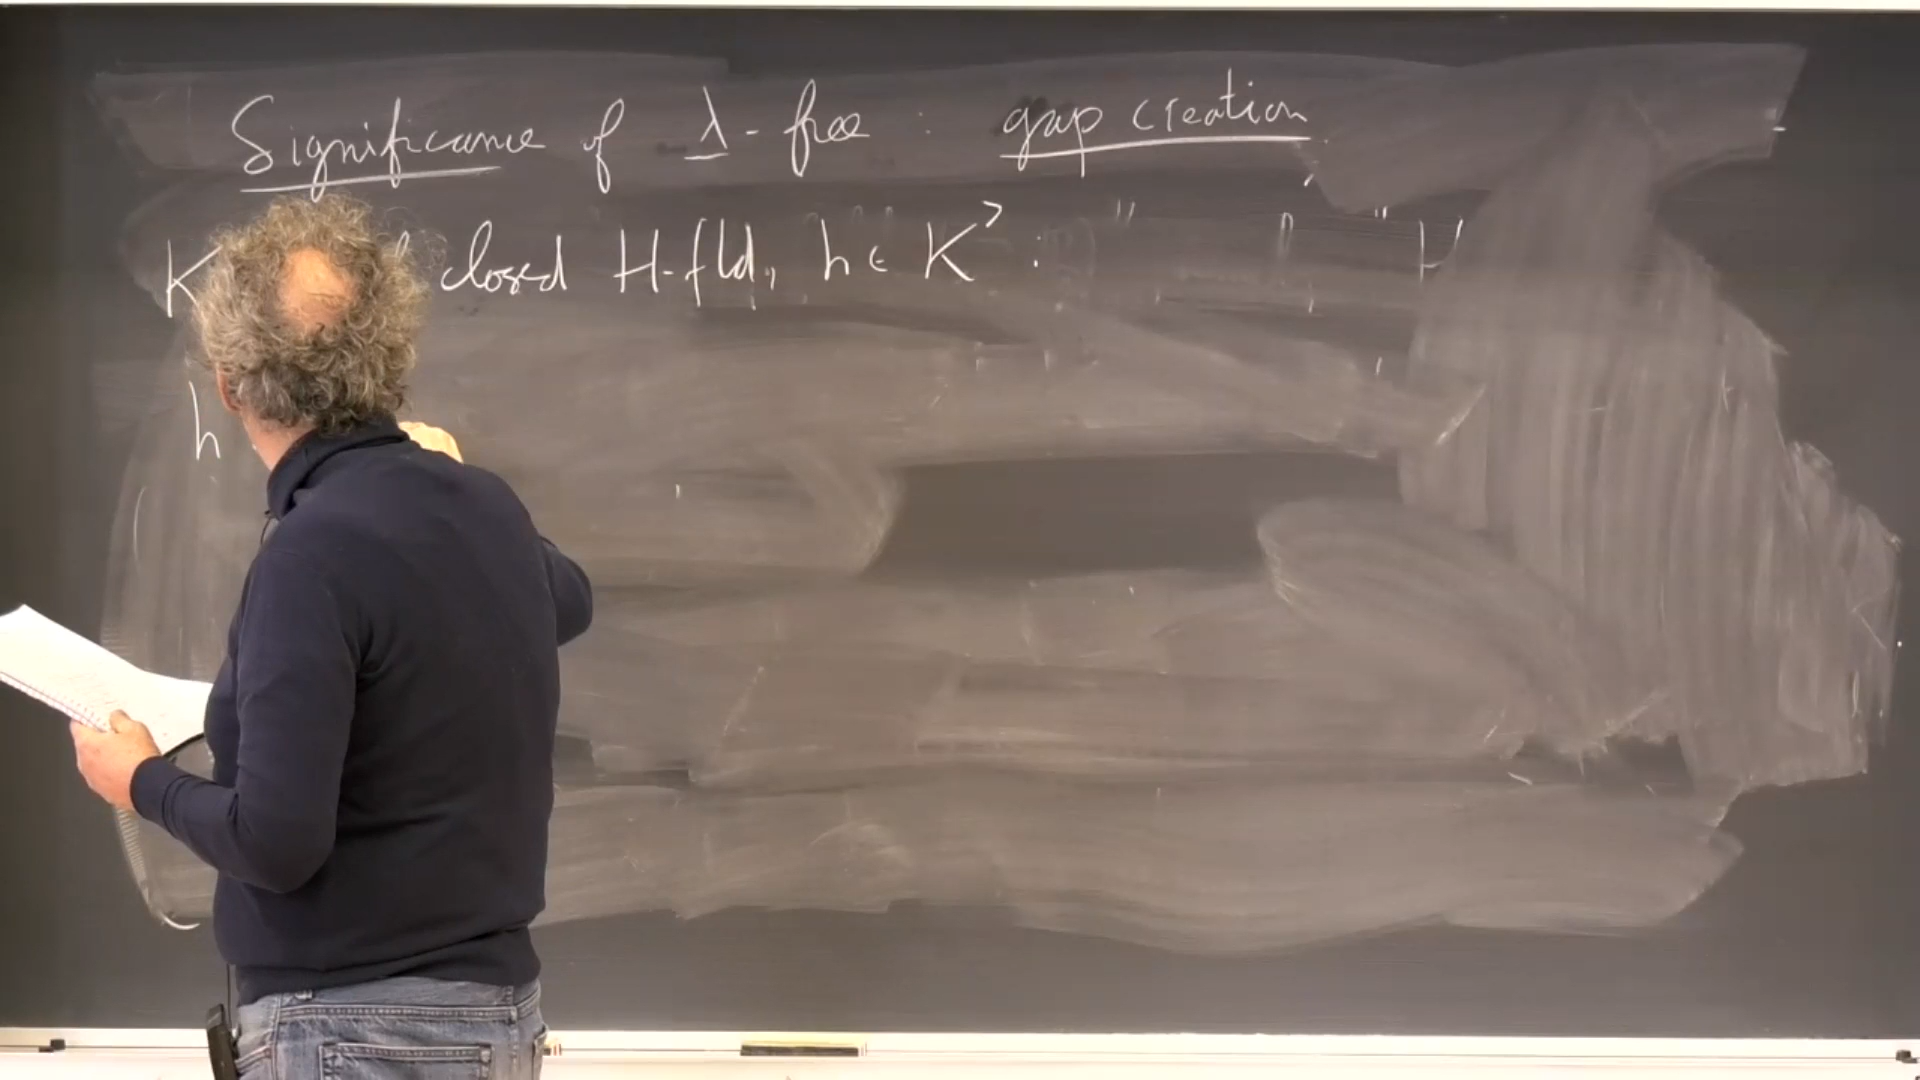 Significance of λ-free : gap creation
K closed H-fld, h ∈ K^> :
h